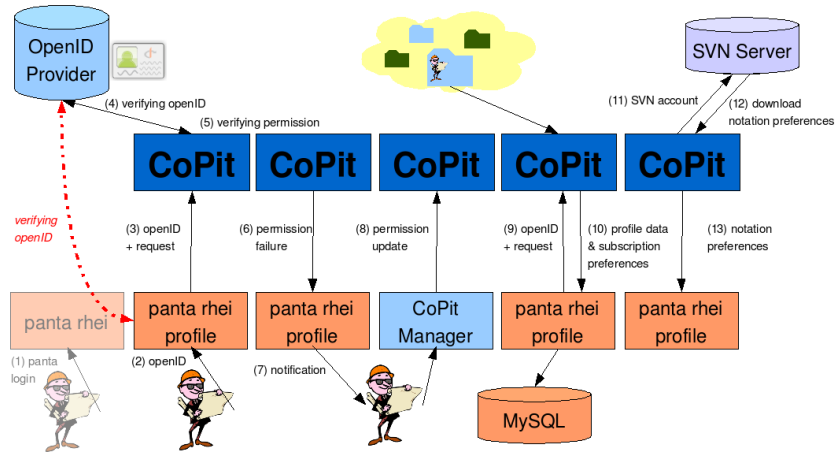 OpenID
Provider
SVN Server
(4) verifying openID
(5) verifying permission
(11) SVN account
(12) download
notation preferences
CoPit
CoPit
CoPit
CoPit
CoPit
verifying
openID
(3) openID
+ request
(6) permission
failure
(8) permission
update
(9) openID
+ request
(10) profile data
& subscription
preferences
(13) notation
preferences
panta rhei
panta rhei
profile
panta rhei
profile
CoPit
Manager
panta rhei
profile
panta rhei
profile
(1) panta
login
(2) openID
(7) notification
MySQL